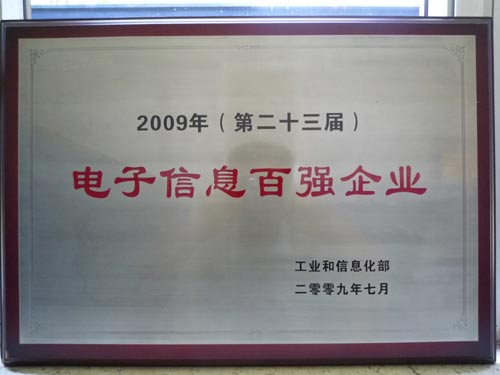 2009年（第二十三届）
电子信息百强企业
工业和信息化部
二零零九年七月